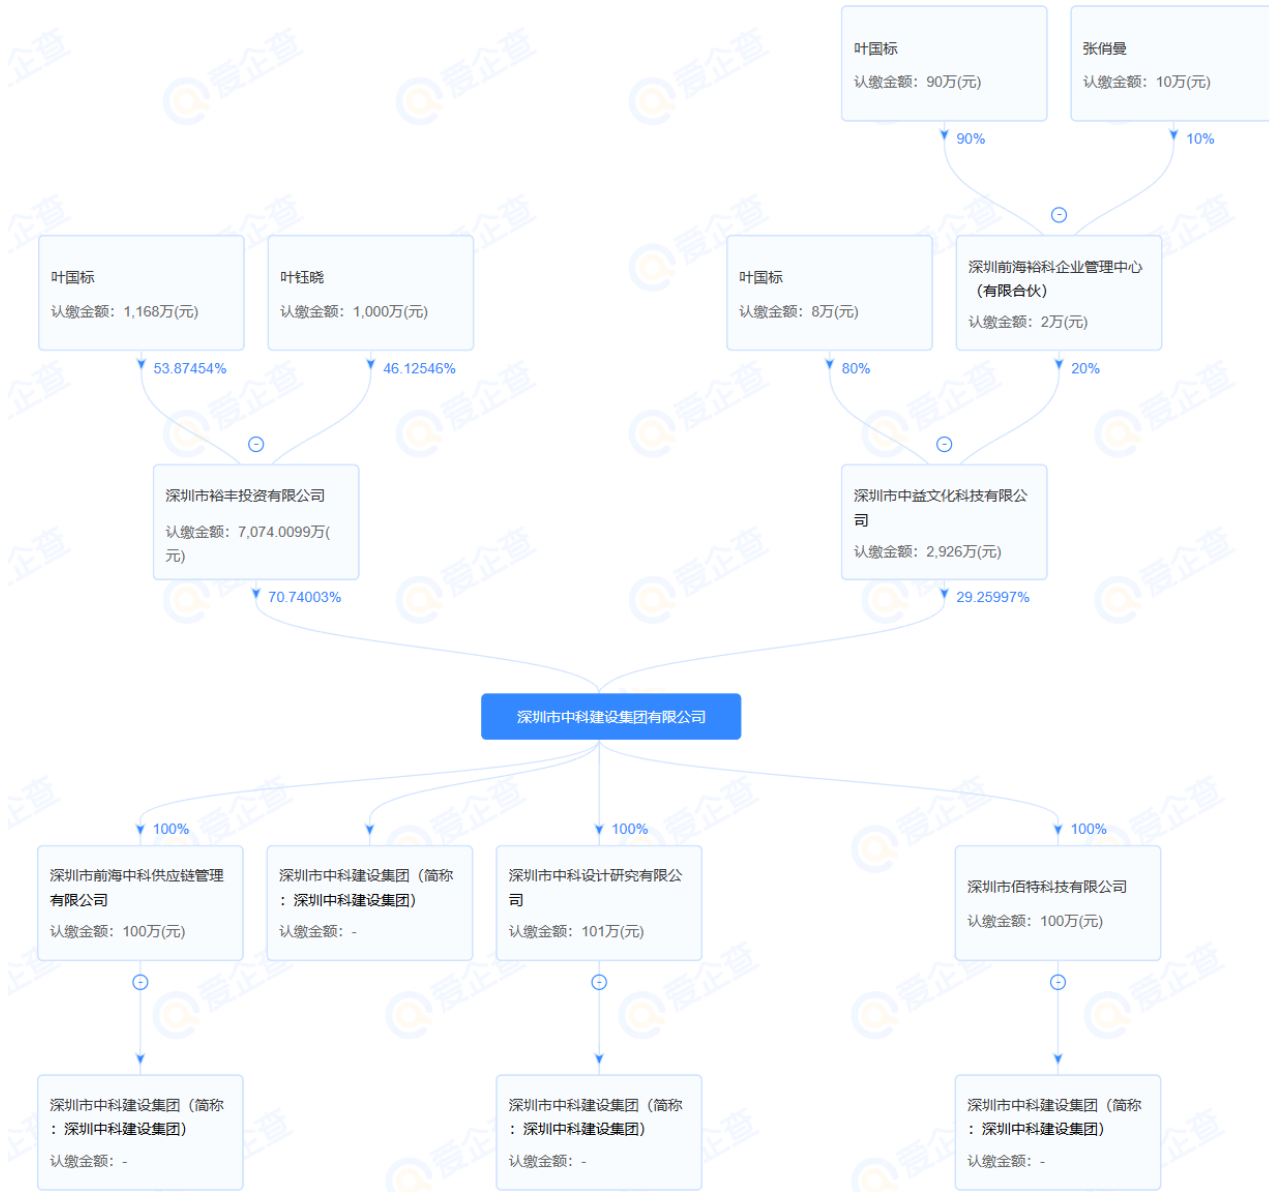 叶国标
认缴金额：90万(元)
张俏曼
认缴金额：10万(元)
90%
10%
叶国标
认缴金额：1,168万(元)
叶钰晓
认缴金额：1,000万(元)
叶国标
认缴金额：8万(元)
深圳前海裕科企业管理中心
（有限合伙）
认缴金额：2万(元)
53.87454%
46.12546%
80%
20%
深圳市裕丰投资有限公司
认缴金额：7,074.0099万(
元)
深圳市中益文化科技有限公
司
认缴金额：2,926万(元)
70.74003%
29.25997%
深圳市中科建设集团有限公司
100%
100%
100%
深圳市前海中科供应链管理
有限公司
认缴金额：100万(元)
深圳市中科建设集团（简称
：深圳中科建设集团）
认缴金额：-
深圳市中科设计研究有限公
司
认缴金额：101万(元)
深圳市佰特科技有限公司
认缴金额：100万(元)
深圳市中科建设集团（简称
：深圳中科建设集团）
认缴金额：-
深圳市中科建设集团（简称
：深圳中科建设集团）
认缴金额：-
深圳市中科建设集团（简称
：深圳中科建设集团）
认缴金额：-
爱企查